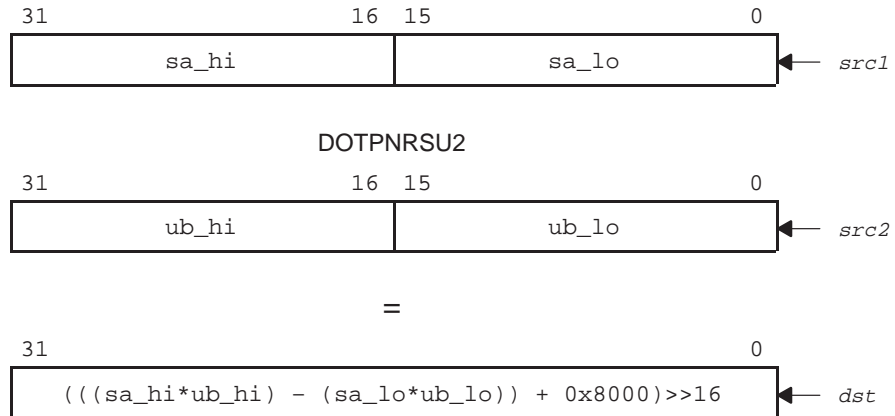 31 16 15 0
sa_hi sa_lo src1
DOTPNRSU2
31 16 15 0
ub_hi ub_lo src2
=
31 0
(((sa_hi*ub_hi) – (sa_lo*ub_lo)) + 0x8000)>>16 dst